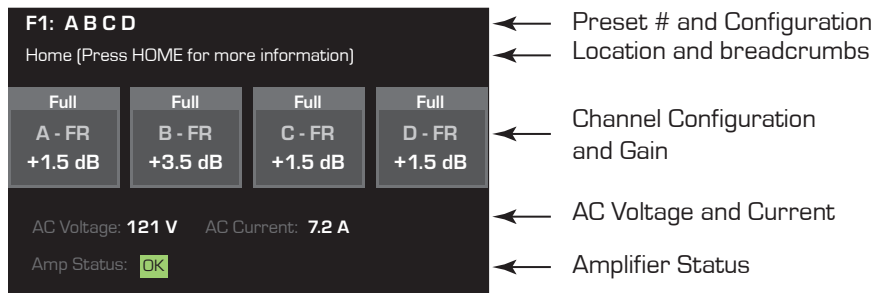 F1: A B C D
Preset # and Configuration
Home (Press HOME for more information)
Location and breadcrumbs
Full Full Full Full
A - FR B - FR C - FR D - FR
+1.5 dB +3.5 dB +1.5 dB +1.5 dB
Channel Configuration
and Gain
AC Voltage: 121 V AC Current: 7.2 A
AC Voltage and Current
Amp Status: OK
Amplifier Status